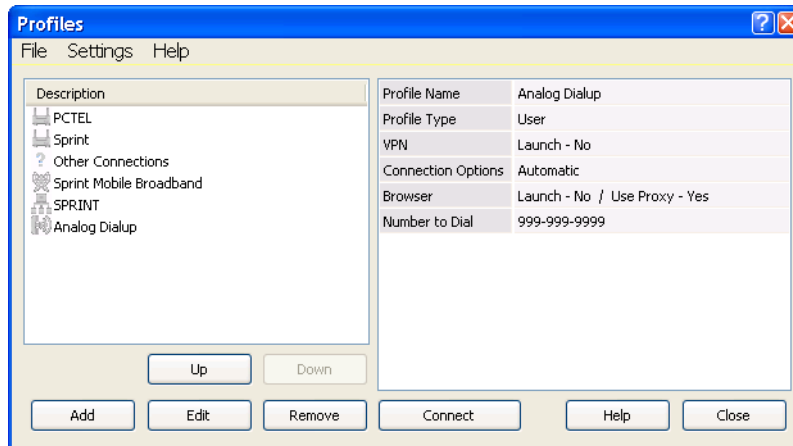 Profiles
File Settings Help
Description
PCTEL
Sprint
? Other Connections
Sprint Mobile Broadband
SPRINT
Analog Dialup
Profile Name Analog Dialup
Profile Type User
VPN Launch - No
Connection Options Automatic
Browser Launch - No / Use Proxy - Yes
Number to Dial 999-999-9999
Up Down
Add Edit Remove Connect Help Close